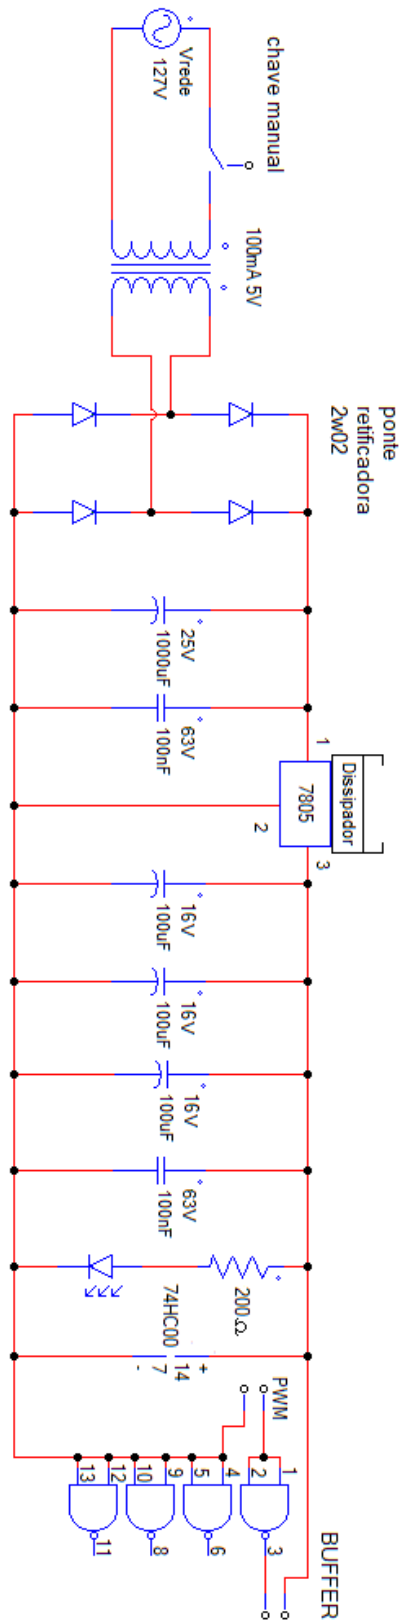 chave manual
Vrede
127V
100mA 5V
ponte
retificadora
2w02
25V
1000uF
63V
100nF
Dissipador
7805
1
2
3
16V
100uF
16V
100uF
16V
100uF
63V
100nF
200Ω
74HC00
+
14
7
-
PWM
BUFFER
1
2
3
4
5
6
9
10
8
12
13
11